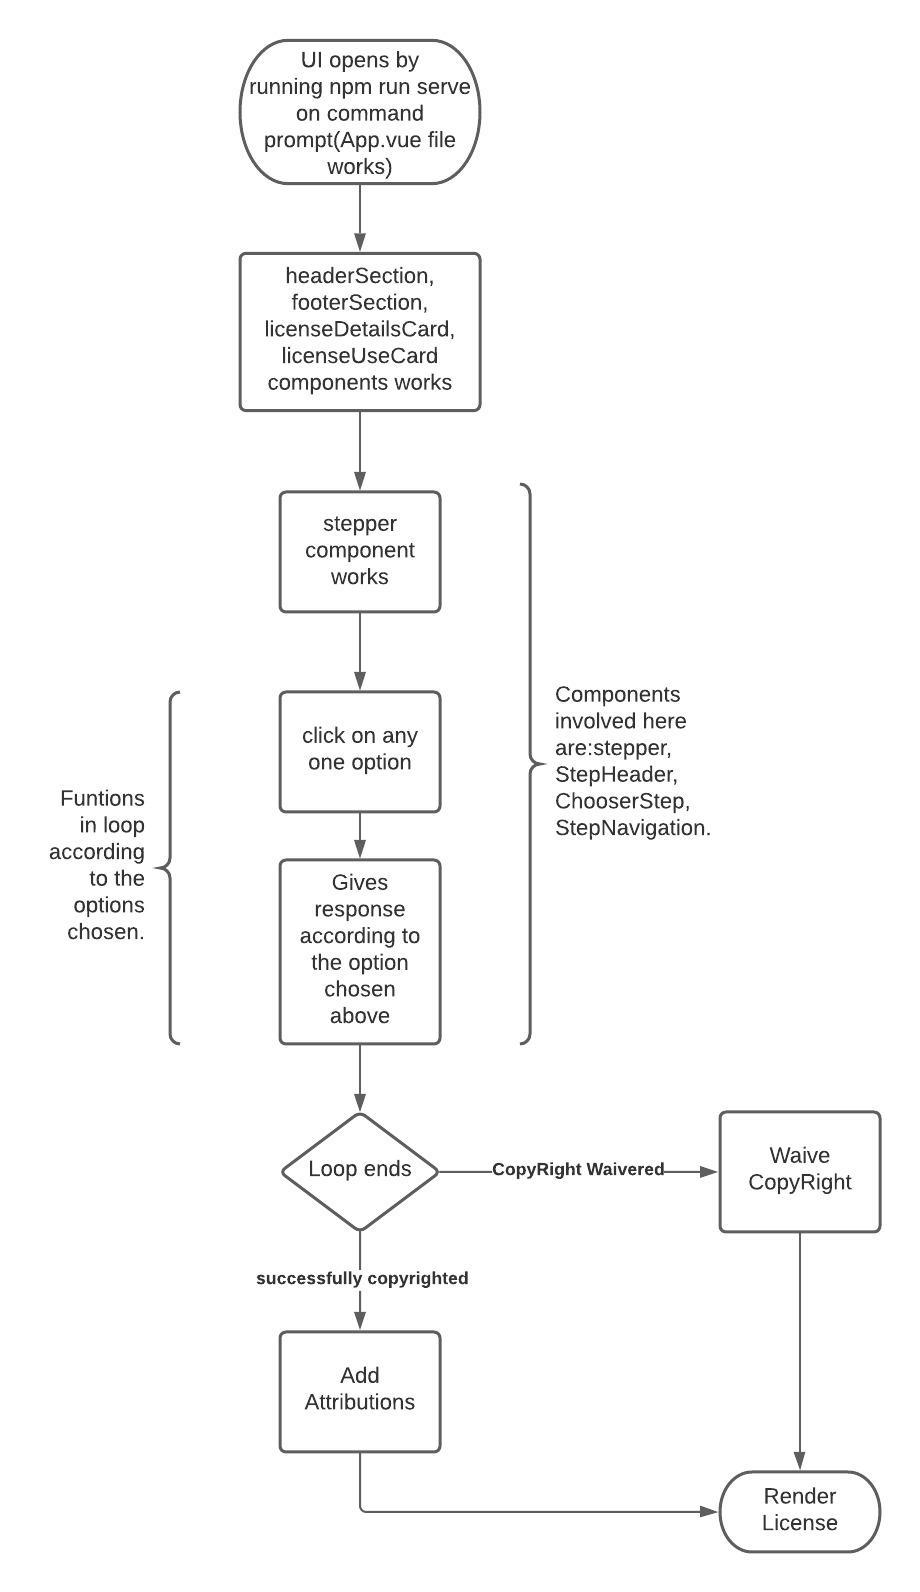 UI opens by
running npm run serve
on command
prompt(App.vue file
works)
headerSection,
footerSection,
licenseDetailsCard,
licenseUseCard
components works
stepper
component
works
click on any
one option
Components
involved here
are:stepper,
StepHeader,
ChooserStep,
StepNavigation.
Funtions
in loop
according
to the
options
chosen.
Gives
response
according to
the option
chosen
above
Loop ends
CopyRight Waivered
Waive
CopyRight
successfully copyrighted
Add
Attributions
Render
License